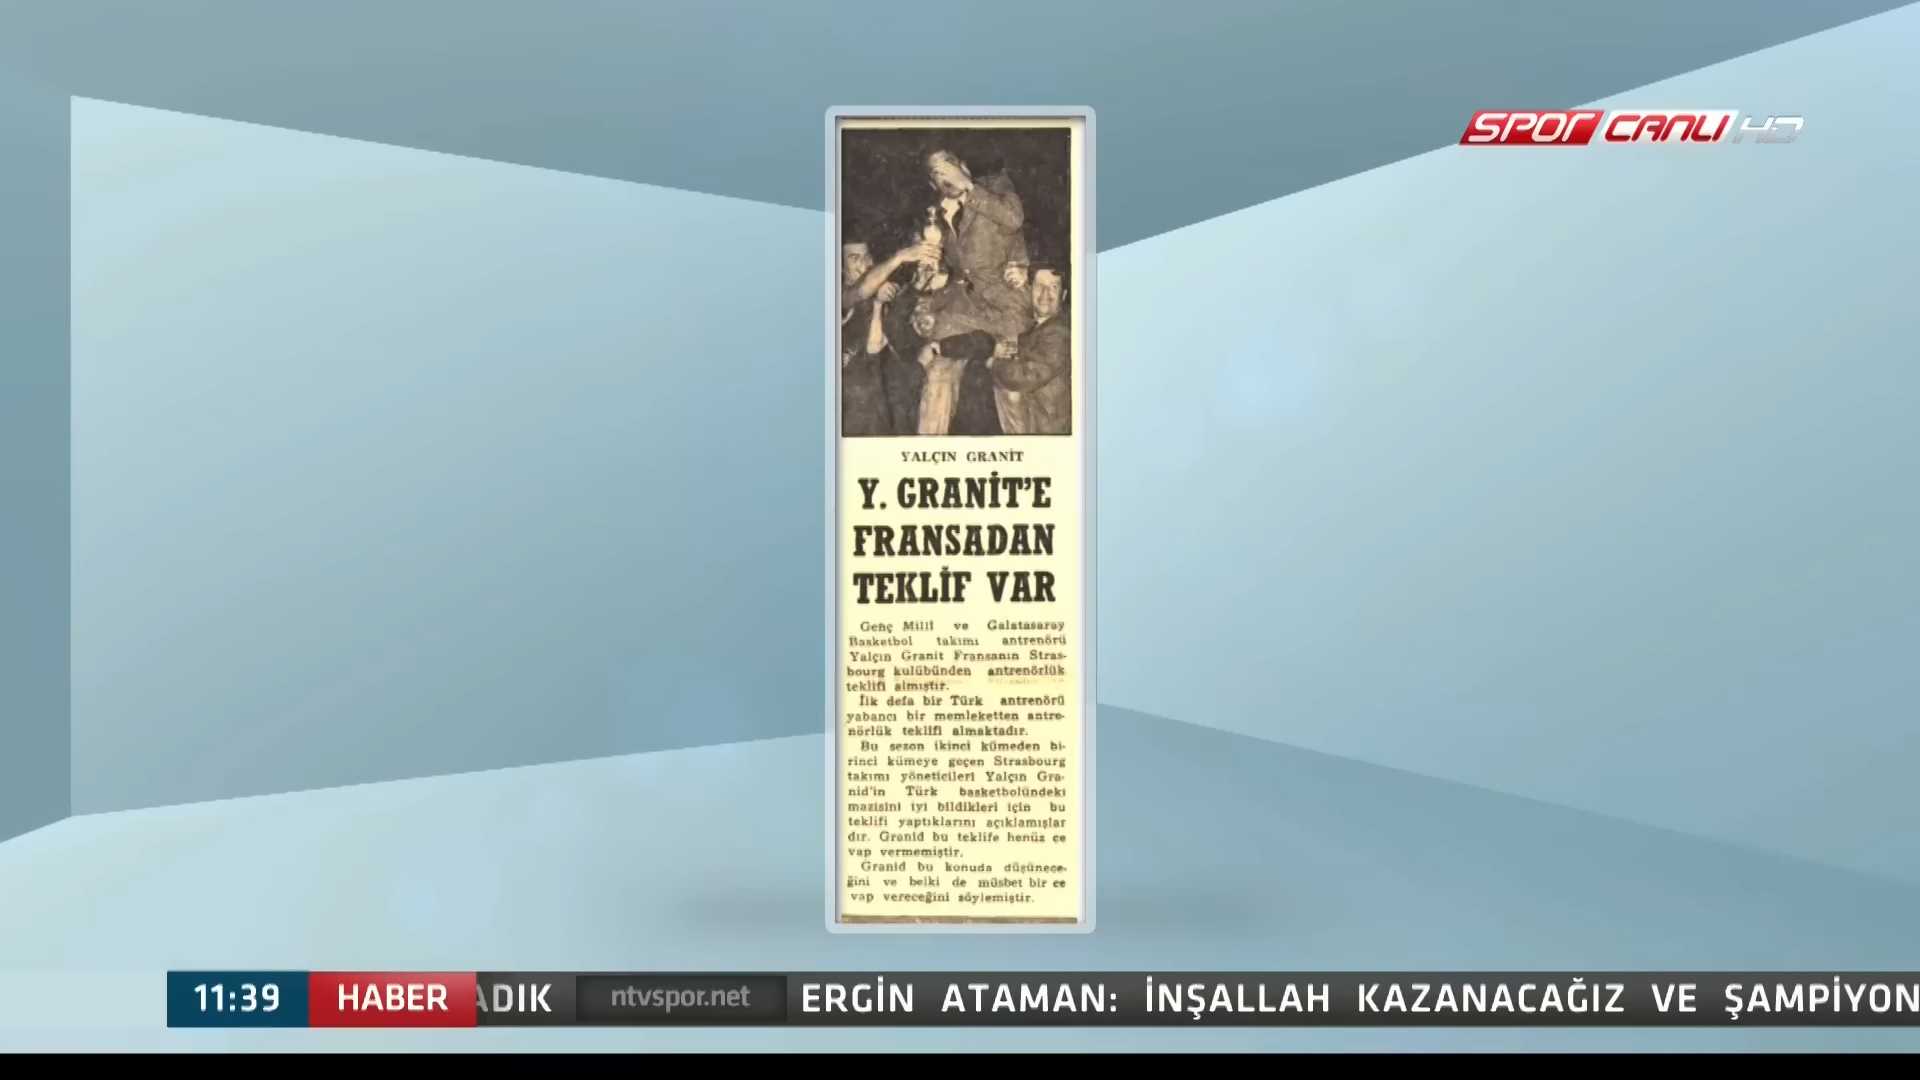 SPOR CANLI HD
YALÇIN GRANİT
Y. GRANİT'E
FRANSADAN
TEKLİF VAR
Genç Millî ve Galatasaray
Basketbol takımı antrenörü
Yalçın Granit Fransanın Stras-
bourg kulübünden antrenörlük
teklifi almıştır.
İlk defa bir Türk antrenörü
yabancı bir memleketten antre-
nörlük teklifi almaktadır.
Bu sezon ikinci kümeden bi-
rinci kümeye geçen Strasbourg
takımı yöneticileri Yalçın Gra-
nid'in Türk basketbolündeki
mazisini iyi bildikleri için bu
teklifi yaptıklarını açıklamışlar
dır. Granid bu teklife henüz ce
vap vermemiştir.
Granid bu konuda düşünece-
ğini ve belki de müsbet bir ce
vap vereceğini söylemiştir.
11:39 HABER ADIK ntvspor.net ERGİN ATAMAN: İNŞALLAH KAZANACAĞIZ VE ŞAMPİYON